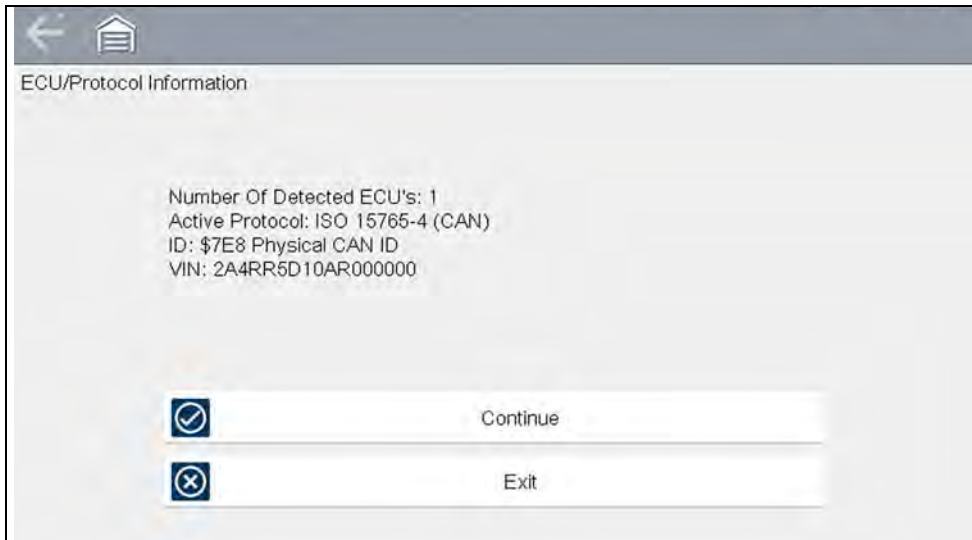 ECU/Protocol Information
Number Of Detected ECU's: 1
Active Protocol: ISO 15765-4 (CAN)
ID: $7E8 Physical CAN ID
VIN: 2A4RR5D10AR000000
Continue
Exit